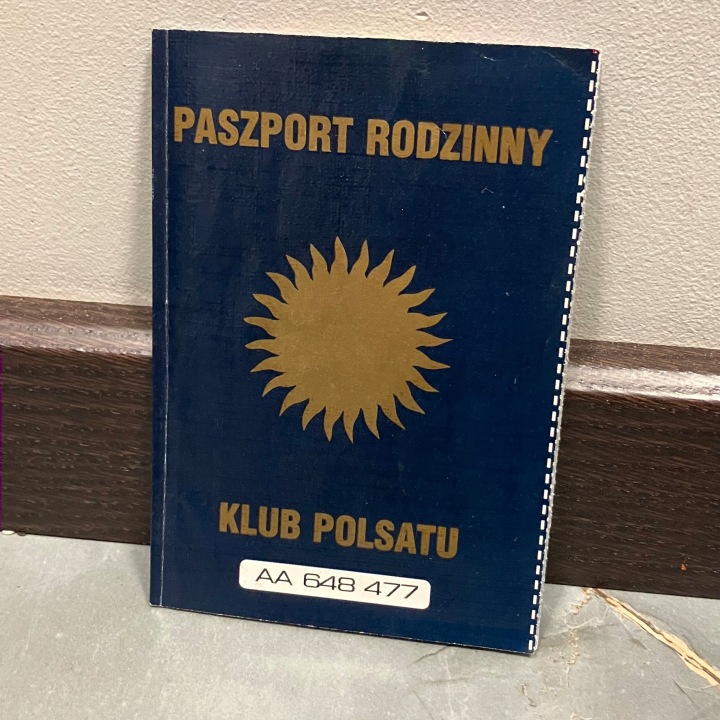 PASZPORT RODZINNY
KLUB POLSATU
AA 648 477